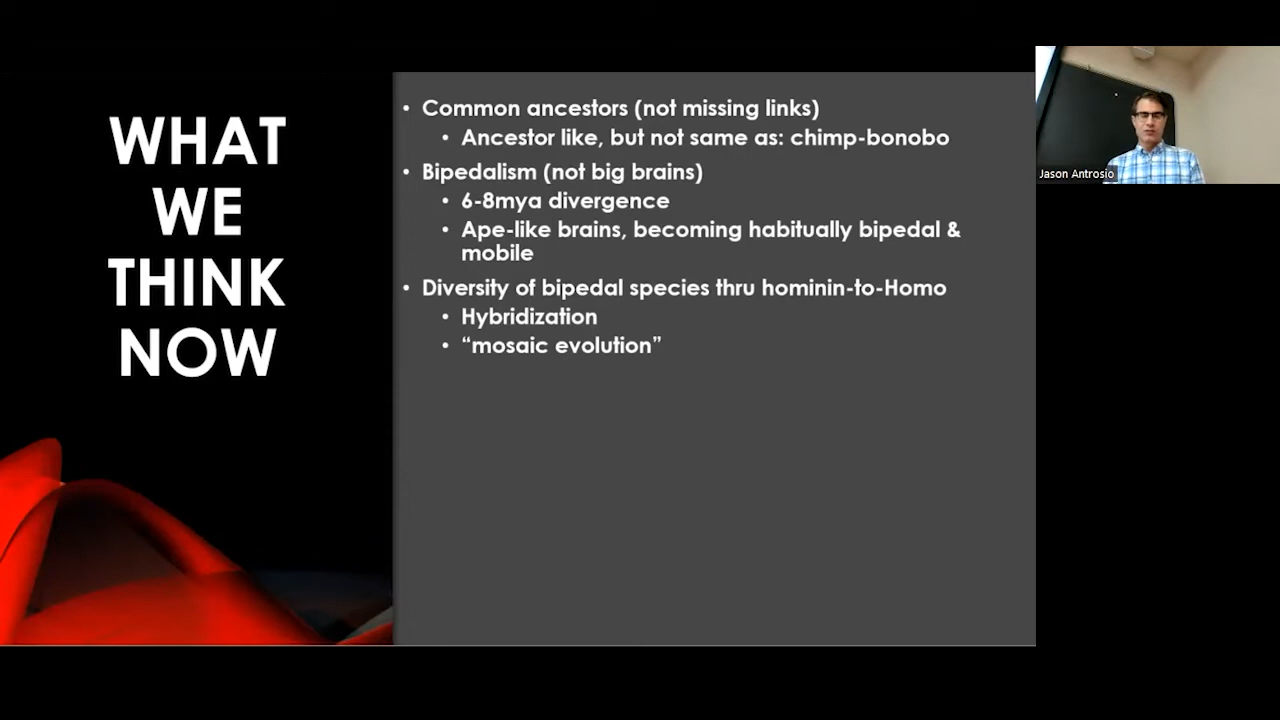 WHAT
WE
THINK
NOW
• Common ancestors (not missing links)
• Ancestor like, but not same as: chimp-bonobo
• Bipedalism (not big brains)
• 6-8mya divergence
• Ape-like brains, becoming habitually bipedal &
mobile
• Diversity of bipedal species thru hominin-to-Homo
• Hybridization
• “mosaic evolution”
Jason Antrosio